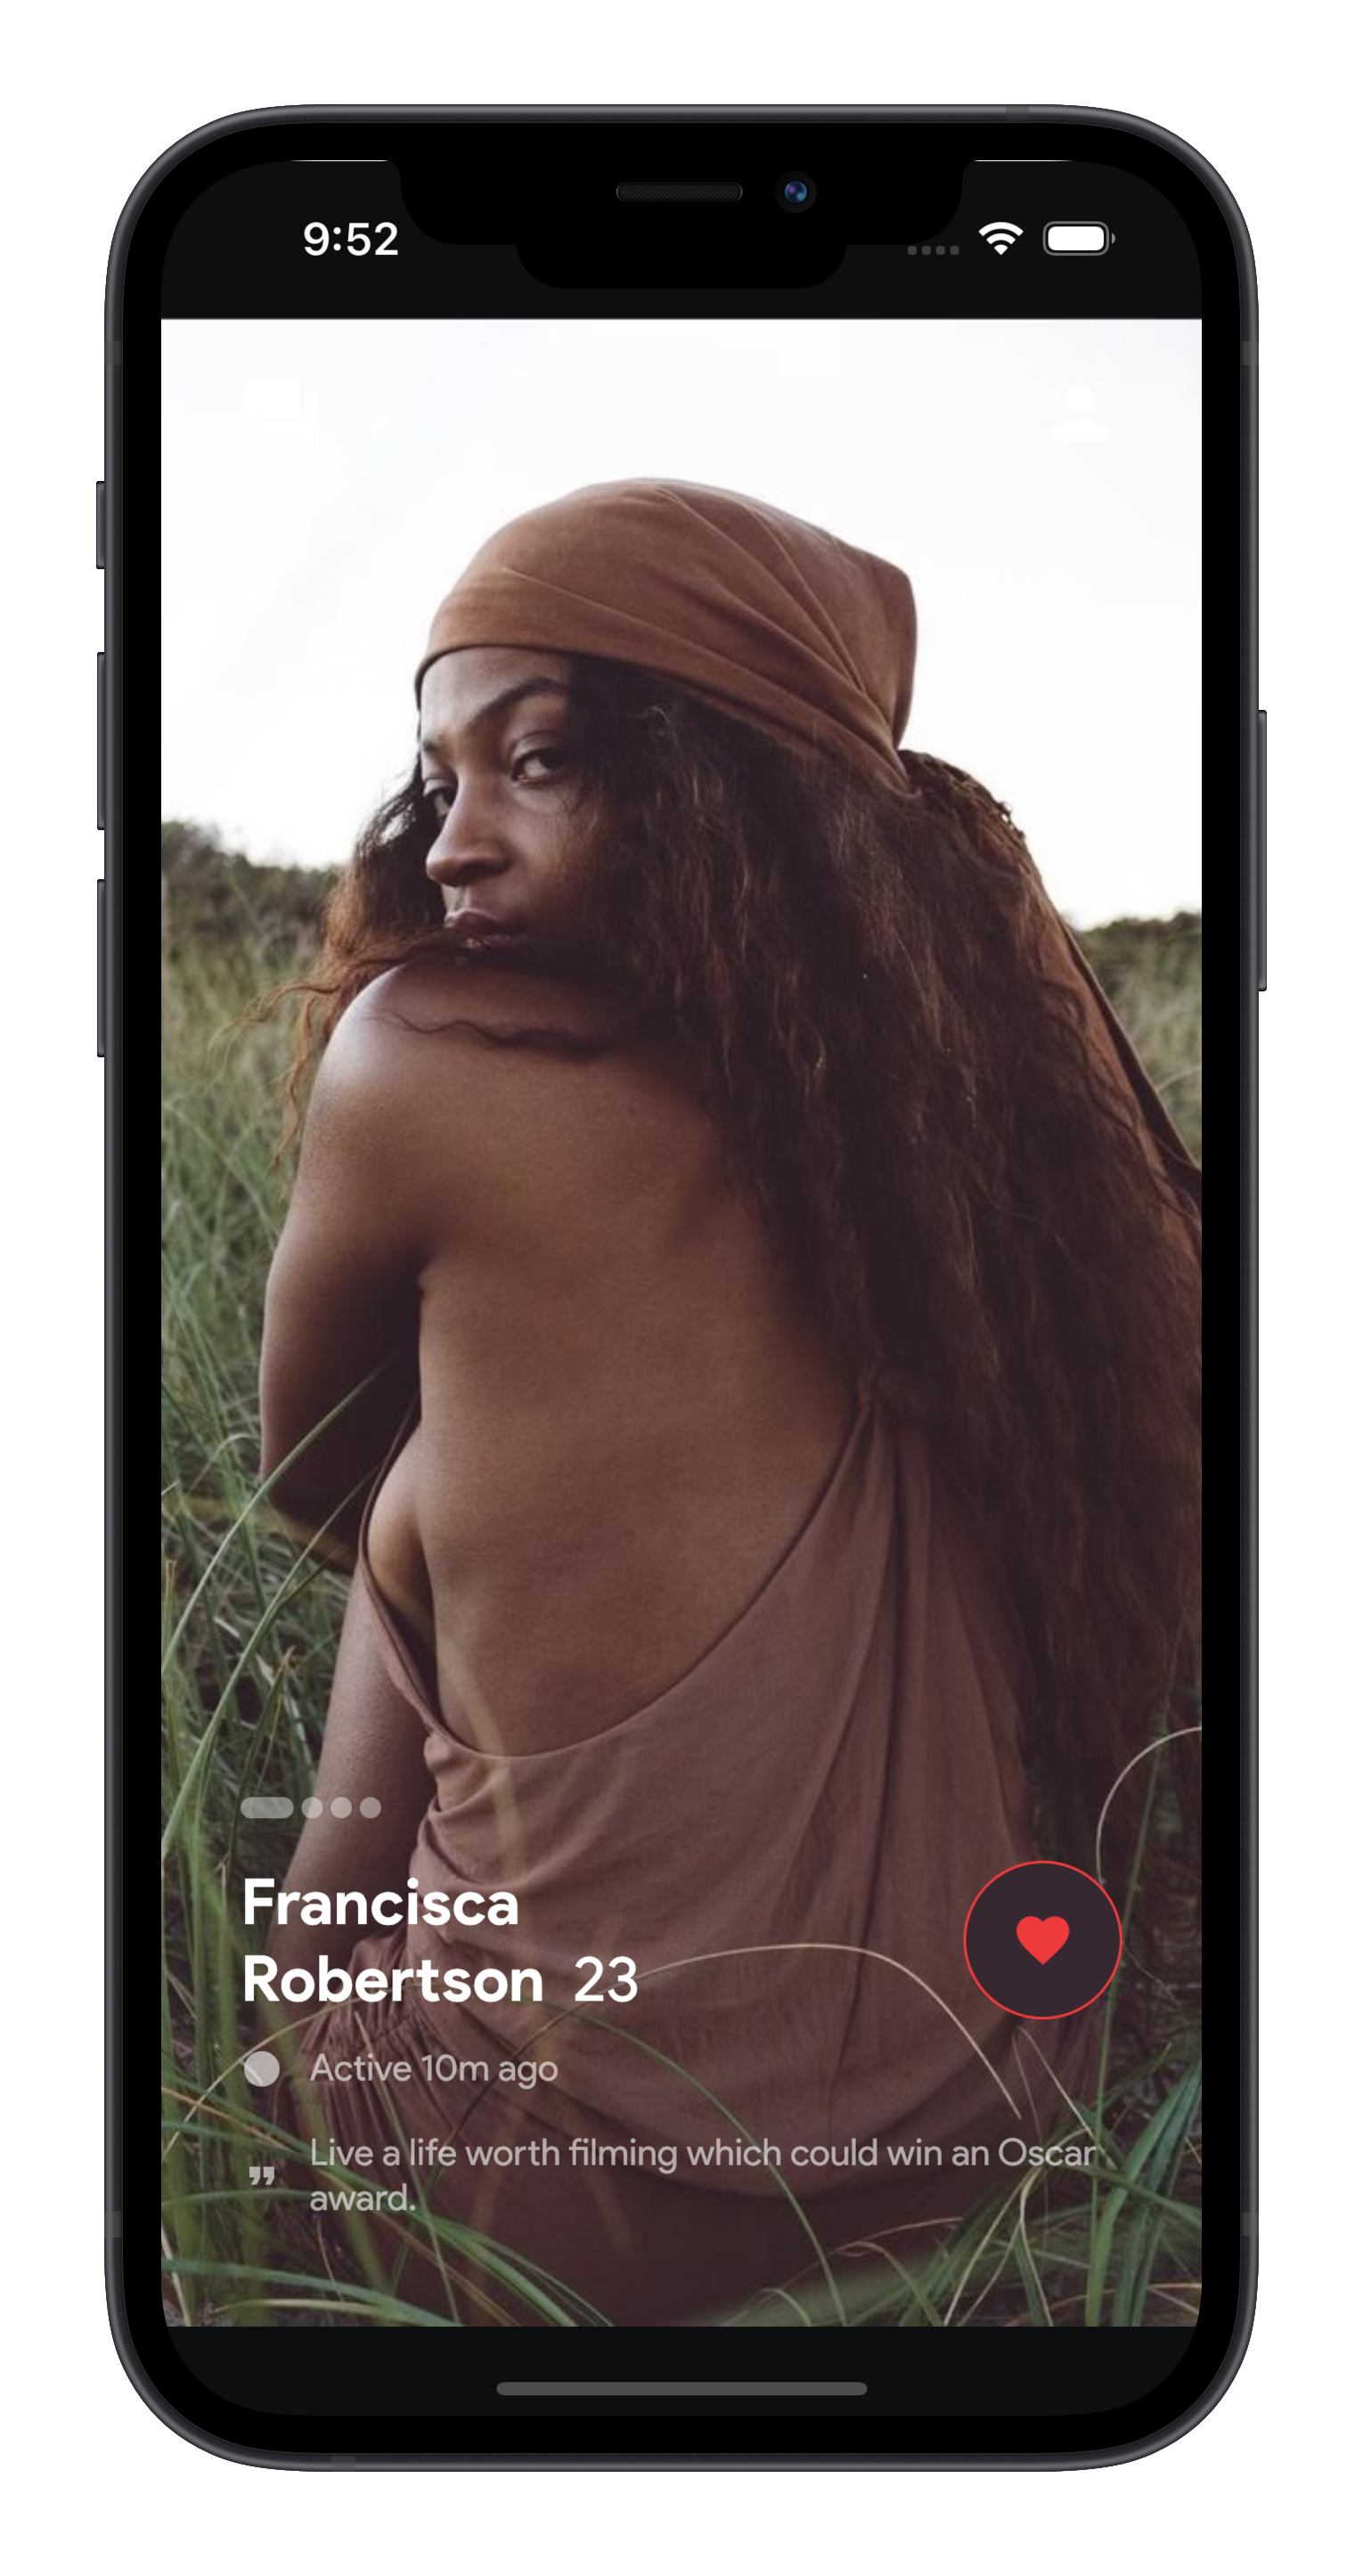 9:52
Francisca
Robertson 23
Active 10m ago
Live a life worth filming which could win an Oscar
award.